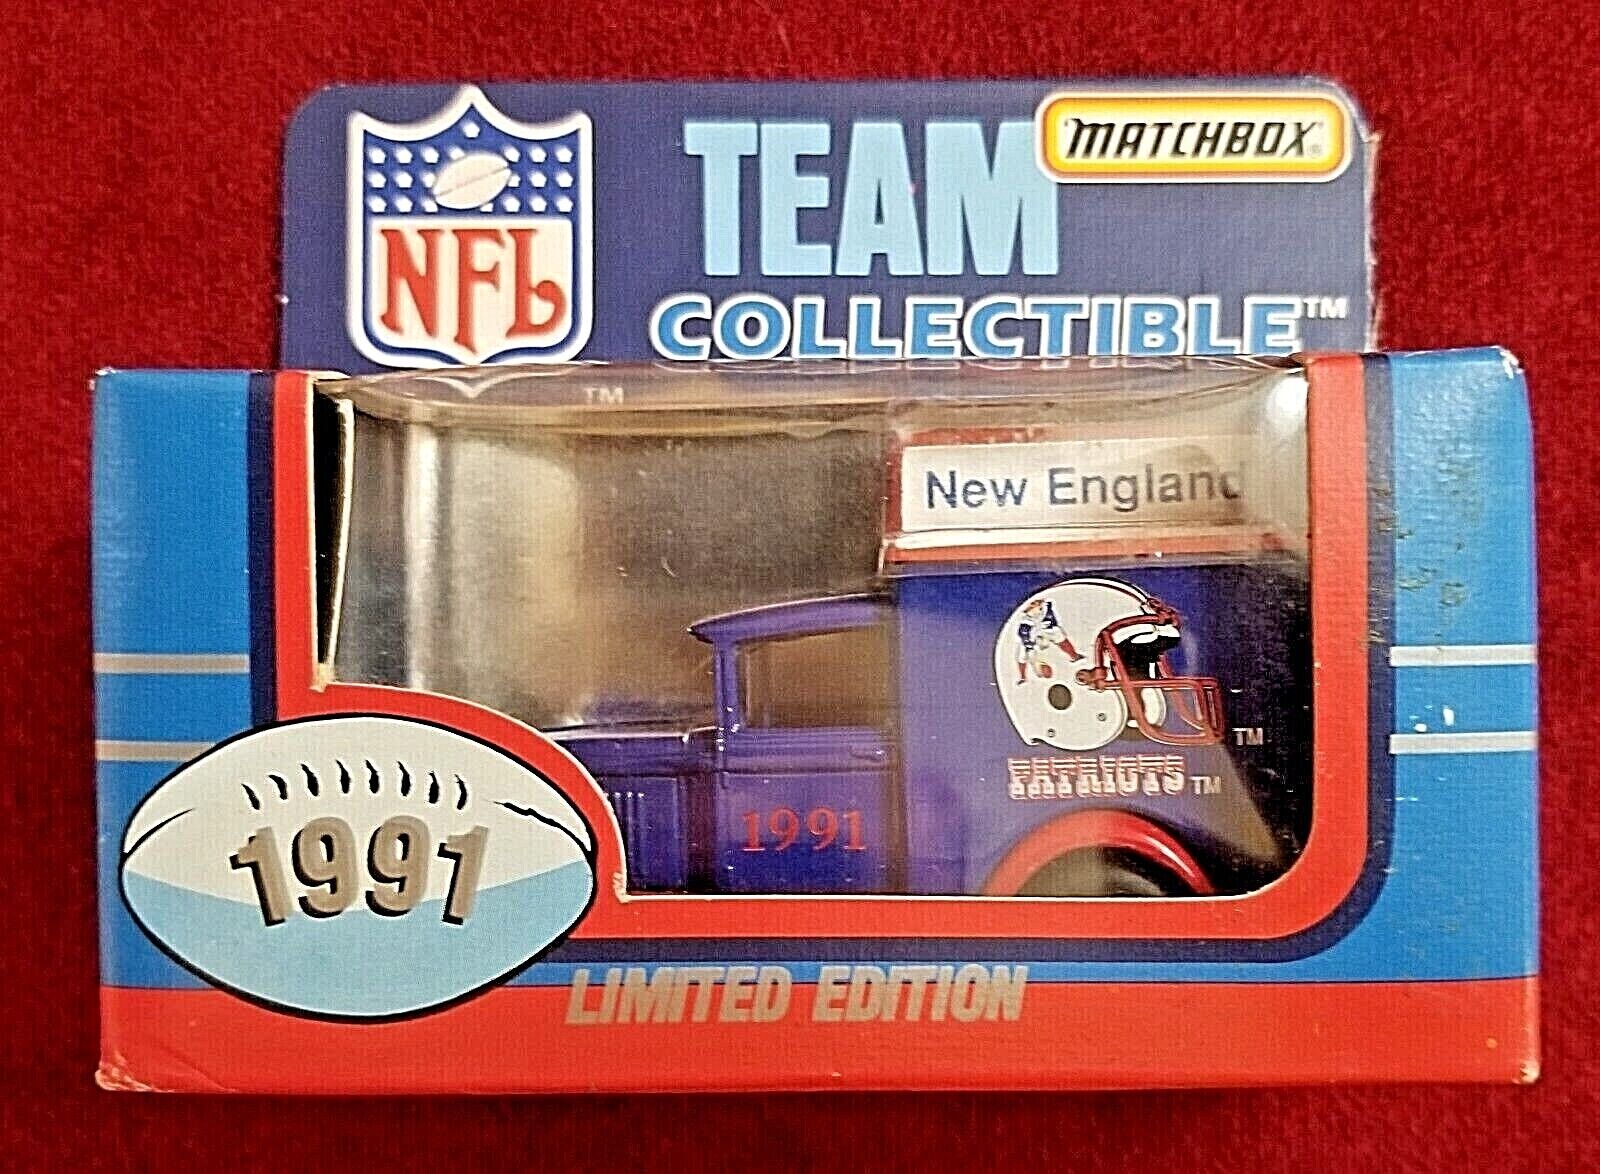 NFL
TM
TEAM
MATCHBOX®
COLLECTIBLE™
New England
TM
PATRIOTS™
1991
1991
LIMITED EDITION